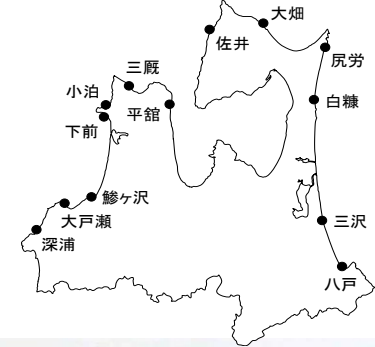 大畑
佐井
尻労
三厩
小泊
平舘
白糠
下前
鰺ヶ沢
大戸瀬
三沢
深浦
八戸